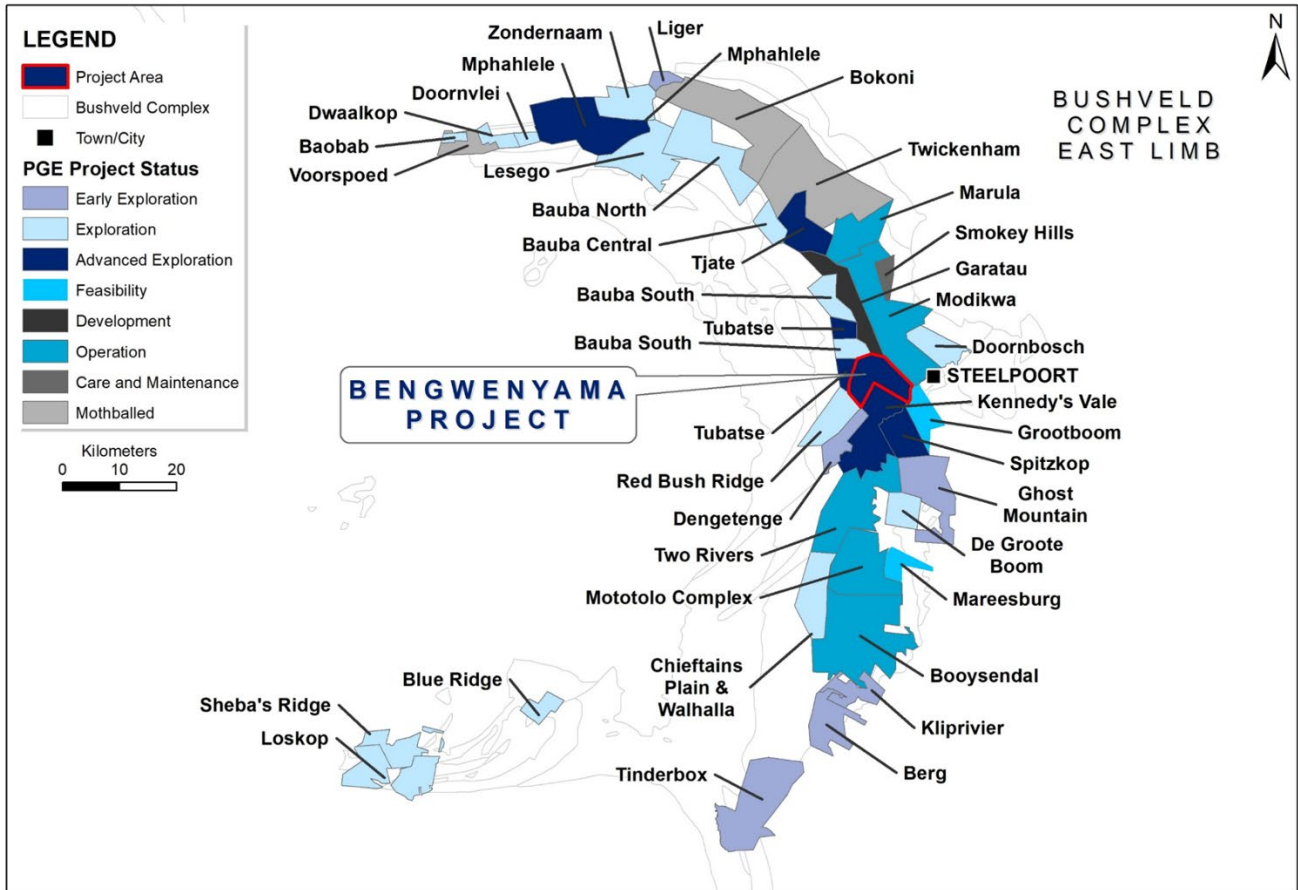 LEGEND
Project Area
Bushveld Complex
Town/City
PGE Project Status
Early Exploration
Exploration
Advanced Exploration
Feasibility
Development
Operation
Care and Maintenance
Mothballed
Kilometers
0 10 20
N
BUSHVELD
COMPLEX
EAST LIMB
Liger
Zondernaam
Mphahlele
Mphahlele
Bokoni
Doornvlei
Dwaalkop
Baobab
Voorspoed
Lesego
Twickenham
Bauba North
Marula
Bauba Central
Smokey Hills
Tjate
Garatau
Bauba South
Modikwa
Tubatse
Bauba South
Doornbosch
STEELPOORT
BENGWENYAMA
PROJECT
Kennedy's Vale
Tubatse
Grootboom
Spitzkop
Red Bush Ridge
Ghost
Mountain
Dengetenge
De Groote
Boom
Two Rivers
Mototolo Complex
Mareesburg
Chieftains
Plain &
Walhalla
Booysendal
Blue Ridge
Sheba's Ridge
Loskop
Kliprivier
Berg
Tinderbox